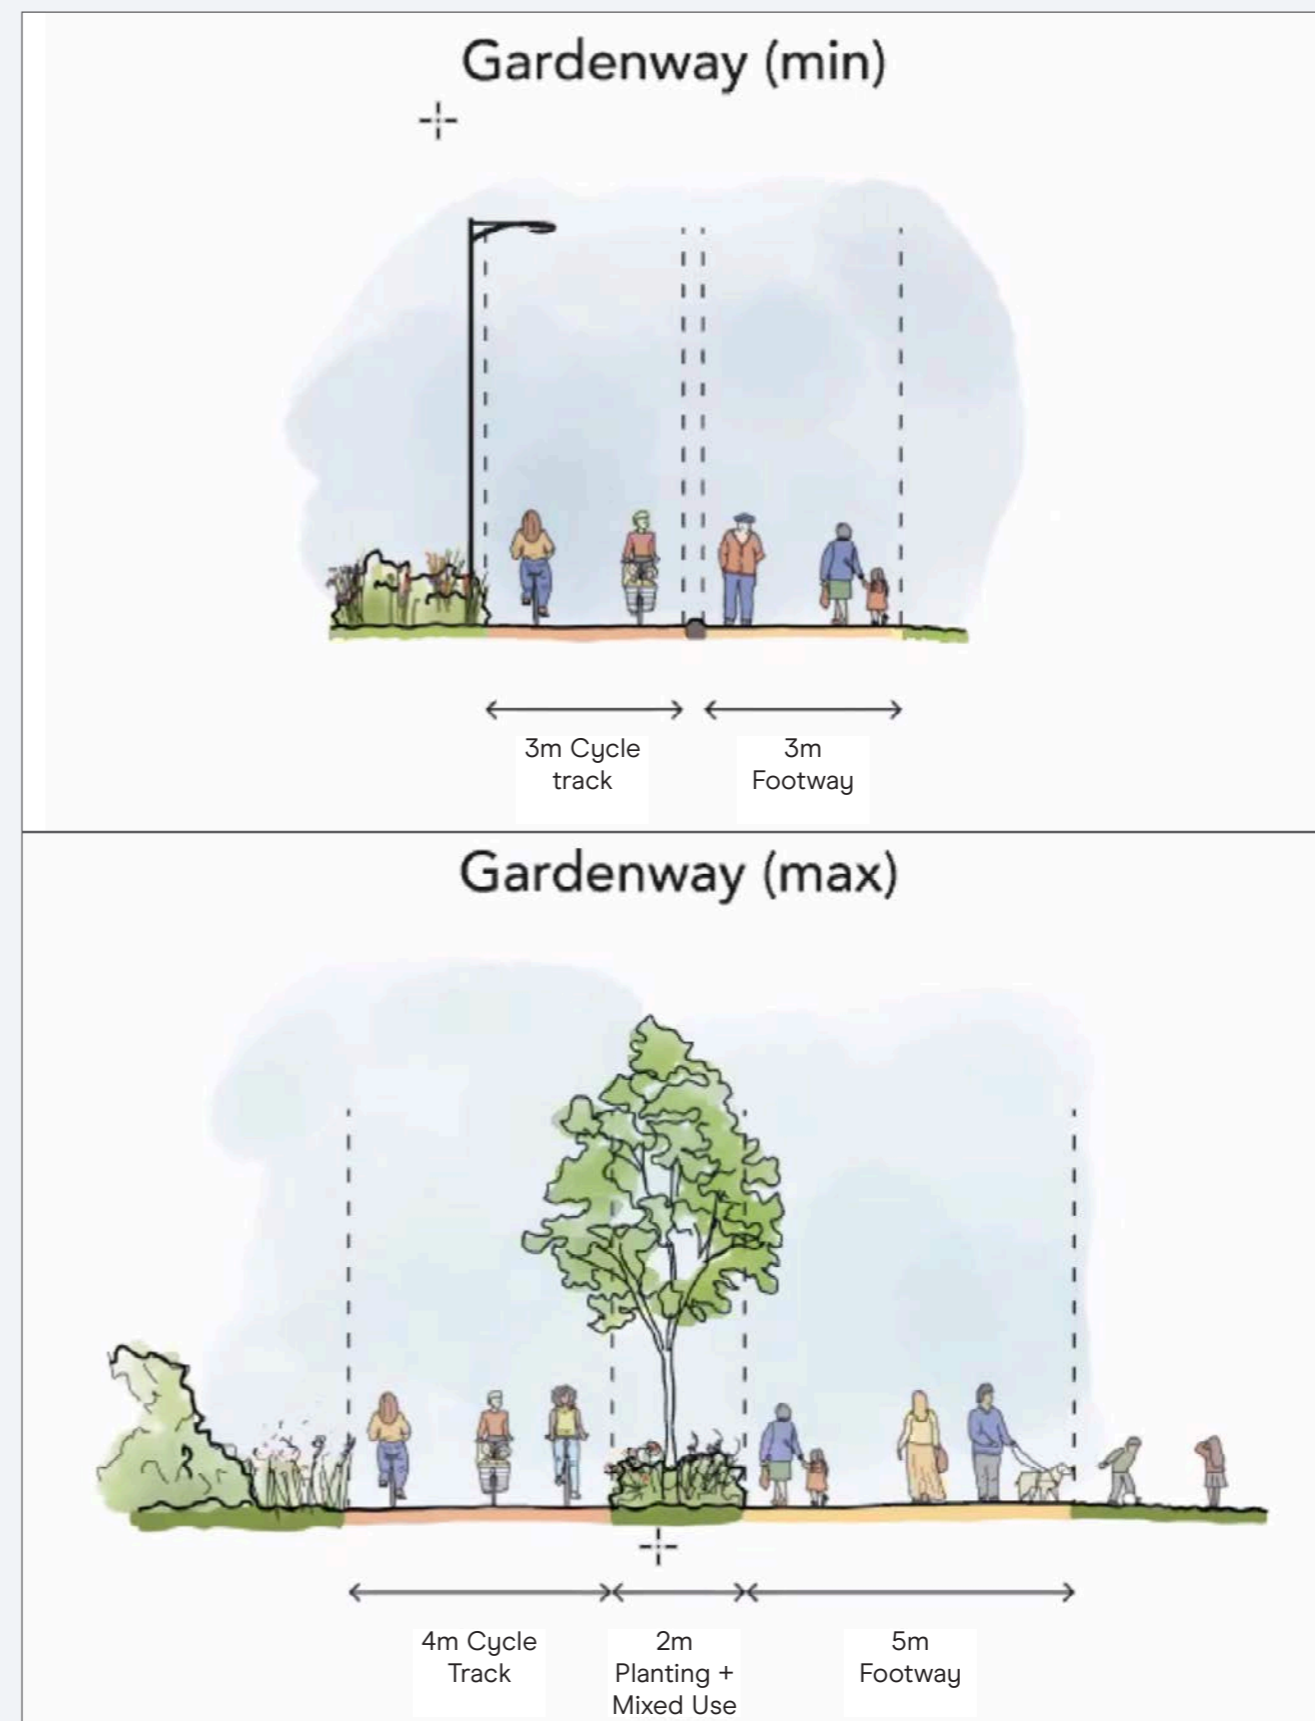 Gardenway (min)
3m Cycle
track
3m
Footway
Gardenway (max)
4m Cycle
Track
2m
Planting +
Mixed Use
5m
Footway